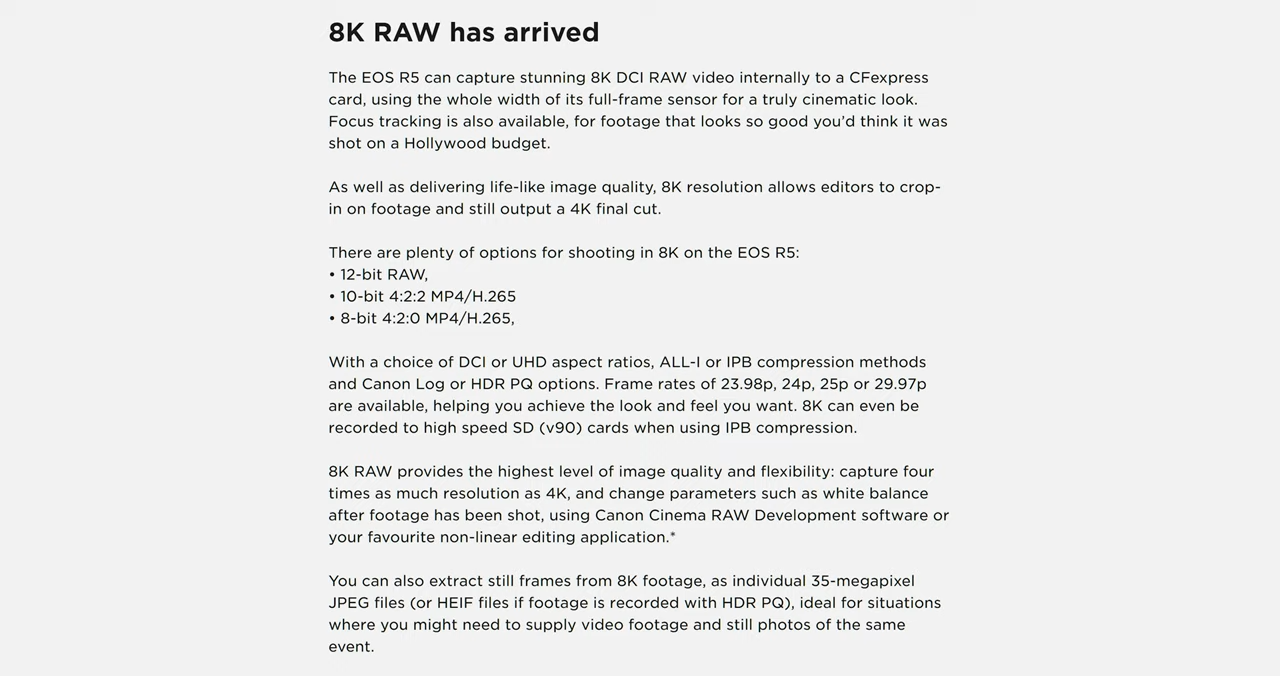 8K RAW has arrived
The EOS R5 can capture stunning 8K DCI RAW video internally to a CFexpress
card, using the whole width of its full-frame sensor for a truly cinematic look.
Focus tracking is also available, for footage that looks so good you’d think it was
shot on a Hollywood budget.
As well as delivering life-like image quality, 8K resolution allows editors to crop-
in on footage and still output a 4K final cut.
There are plenty of options for shooting in 8K on the EOS R5:
• 12-bit RAW,
• 10-bit 4:2:2 MP4/H.265
• 8-bit 4:2:0 MP4/H.265,
With a choice of DCI or UHD aspect ratios, ALL-I or IPB compression methods
and Canon Log or HDR PQ options. Frame rates of 23.98p, 24p, 25p or 29.97p
are available, helping you achieve the look and feel you want. 8K can even be
recorded to high speed SD (v90) cards when using IPB compression.
8K RAW provides the highest level of image quality and flexibility: capture four
times as much resolution as 4K, and change parameters such as white balance
after footage has been shot, using Canon Cinema RAW Development software or
your favourite non-linear editing application.*
You can also extract still frames from 8K footage, as individual 35-megapixel
JPEG files (or HEIF files if footage is recorded with HDR PQ), ideal for situations
where you might need to supply video footage and still photos of the same
event.